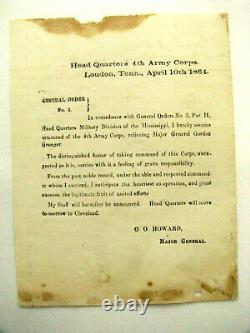 Head Quarters 4th Army Corps.
Loudon, Tenn., April 10th 1864.
GENERAL ORDER
No. 1.
In accordance with General Orders No. 5, Par II,
Head Quarters Military Division of the Mississippi, I hereby assume
command of the 4th Army Corps, relieving Major General Gordon
Granger.
The distinguished honor of taking command of this Corps, unex-
pected as it is, carries with it a feeling of grave responsibility.
From the past noble record, under the able and respected comman-
der whom I succeed, I anticipate the heartiest co operation, and great
success, the legitimate fruit of united efforts
My Staff will hereafter be announced. Head Quarters will move
to-morrow to Cleveland.
O O HOWARD,
MAJOR GENERAL.